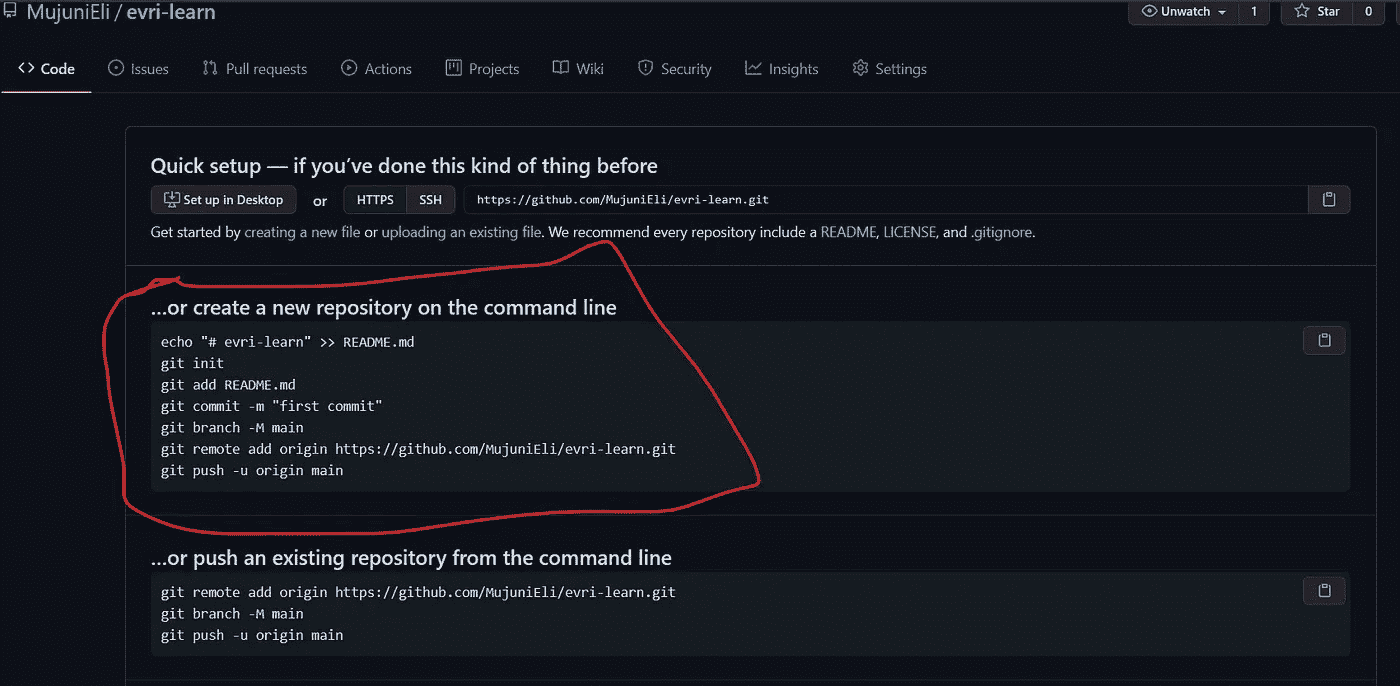 MujuniEli / evri-learn
Unwatch 1 Star 0
Code Issues Pull requests Actions Projects Wiki Security Insights Settings
Quick setup — if you’ve done this kind of thing before
Set up in Desktop or HTTPS SSH https://github.com/MujuniEli/evri-learn.git
Get started by creating a new file or uploading an existing file. We recommend every repository include a README, LICENSE, and .gitignore.
…or create a new repository on the command line
echo "# evri-learn" >> README.md
git init
git add README.md
git commit -m "first commit"
git branch -M main
git remote add origin https://github.com/MujuniEli/evri-learn.git
git push -u origin main
…or push an existing repository from the command line
git remote add origin https://github.com/MujuniEli/evri-learn.git
git branch -M main
git push -u origin main